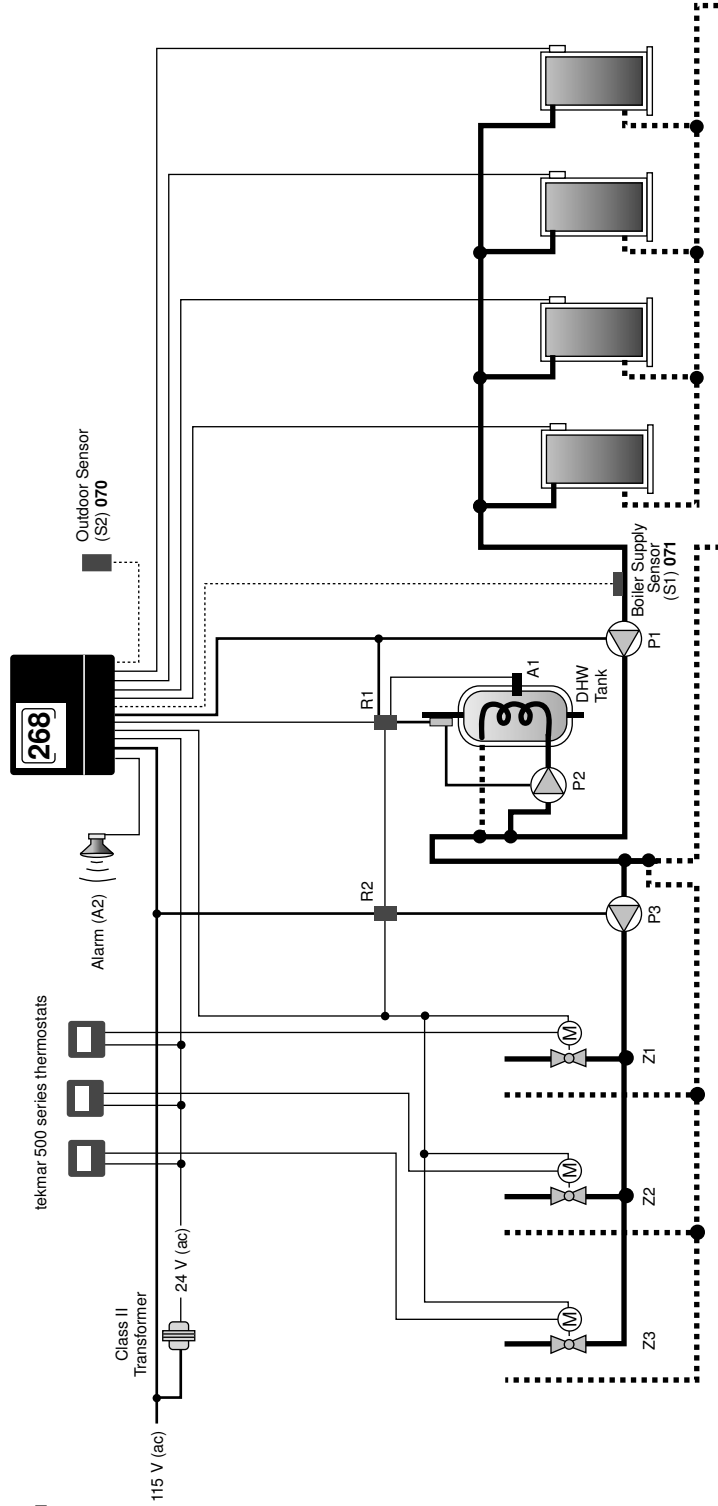 268
Outdoor Sensor
(S2) 070
Alarm (A2)
tekmar 500 series thermostats
Class II
Transformer
115 V (ac)
24 V (ac)
R1
R2
A1
DHW
Tank
P2
Boiler Supply
Sensor
(S1) 071
P1
P3
M
Z1
M
Z2
M
Z3